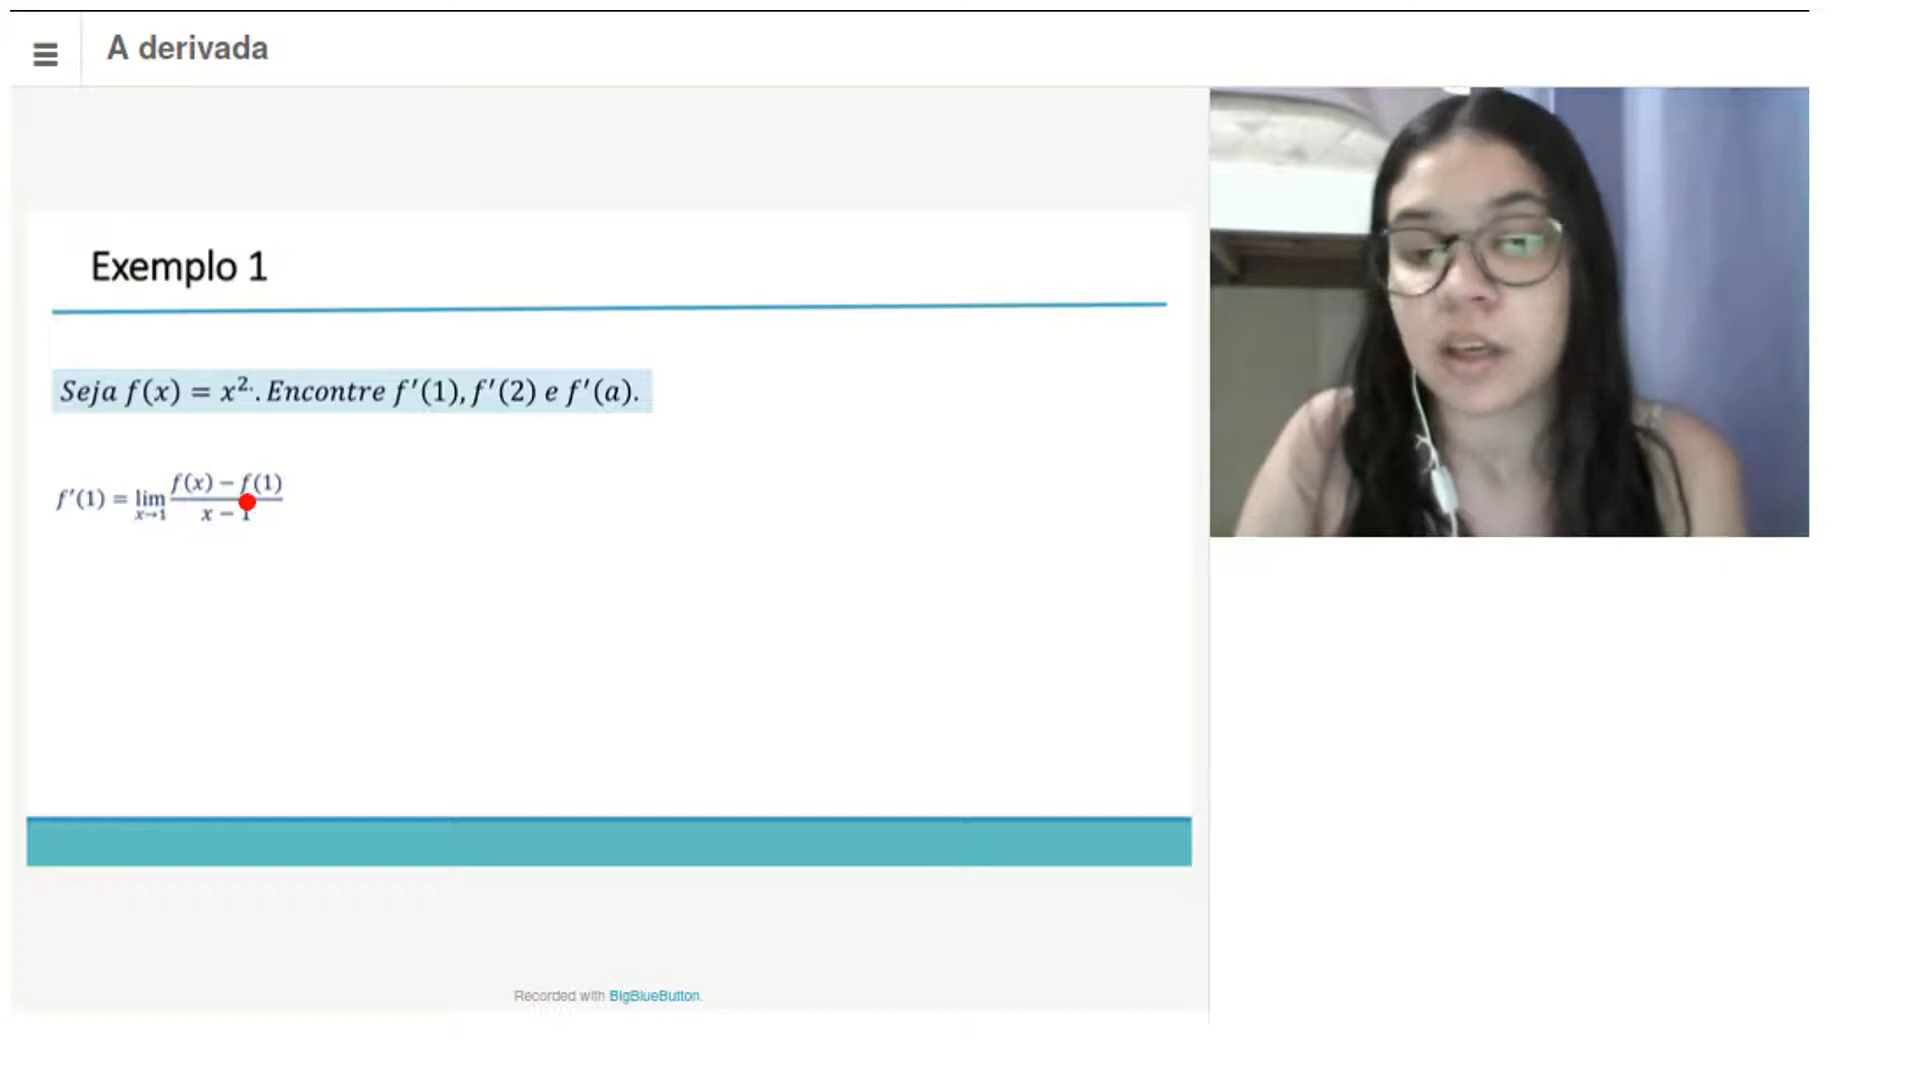 A derivada
Exemplo 1
Seja f(x) = x². Encontre f′(1), f′(2) e f′(a).
f′(1) = lim x→1 f(x) − f(1) / x − 1
Recorded with BigBlueButton.